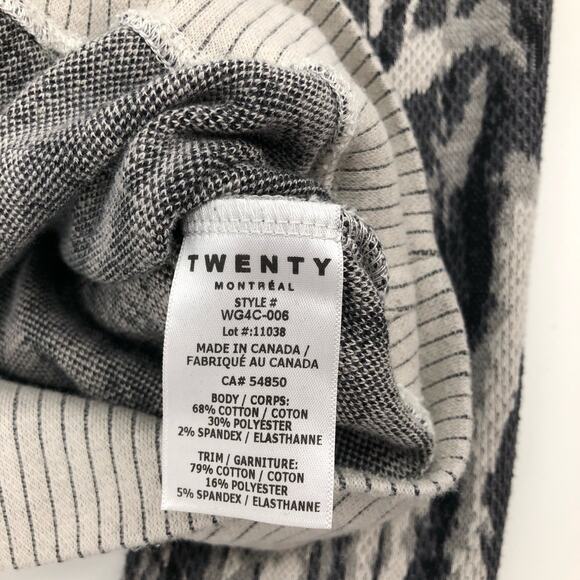 TWENTY
MONTRÉAL
STYLE #
WG4C-006
Lot #:11038
MADE IN CANADA /
FABRIQUÉ AU CANADA
CA# 54850
BODY / CORPS:
68% COTTON / COTON
30% POLYESTER
2% SPANDEX / ELASTHANNE
TRIM / GARNITURE:
79% COTTON / COTON
16% POLYESTER
5% SPANDEX / ELASTHANNE